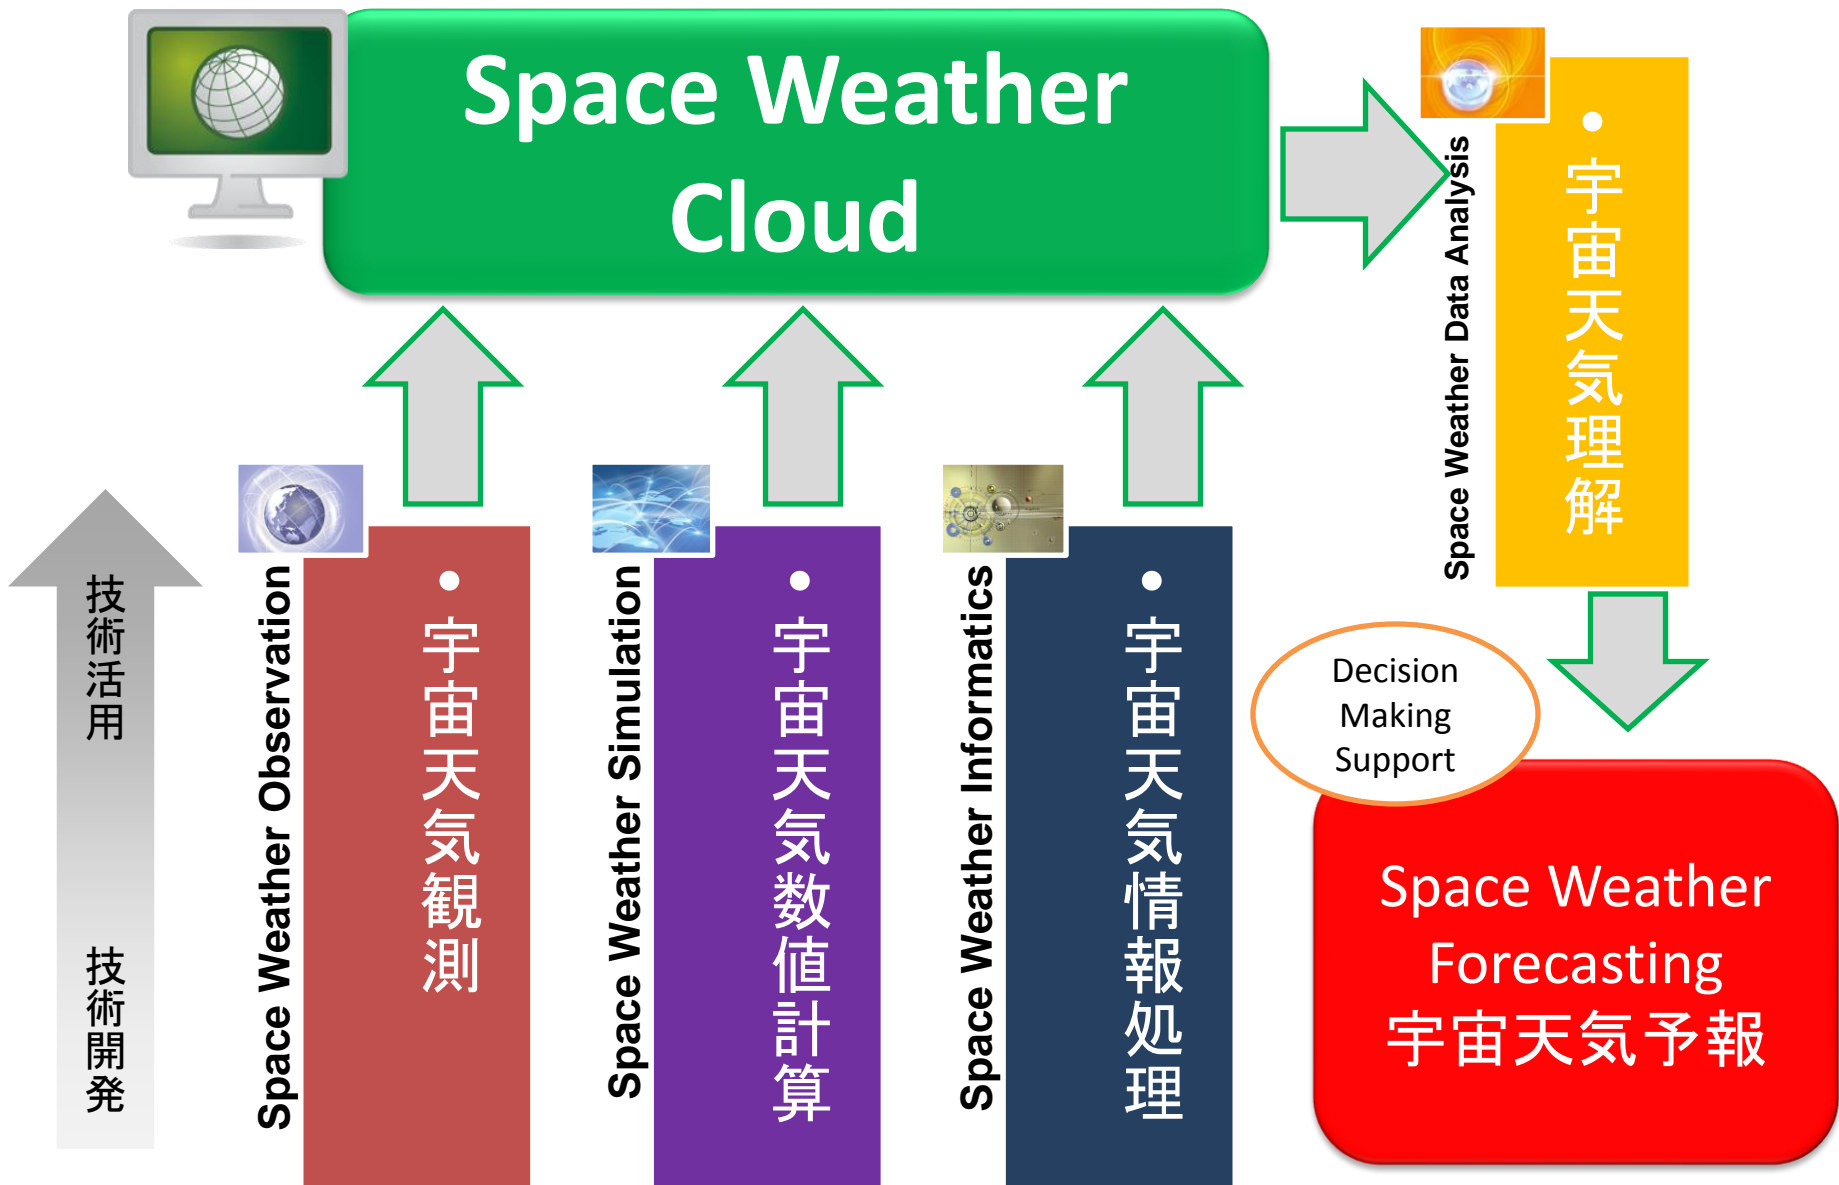 Space Weather
Cloud
Space Weather Data Analysis
• 宇宙天気理解
技術活用
技術開発
Space Weather Observation
• 宇宙天気観測
Space Weather Simulation
• 宇宙天気数値計算
Space Weather Informatics
• 宇宙天気情報処理
Decision
Making
Support
Space Weather
Forecasting
宇宙天気予報